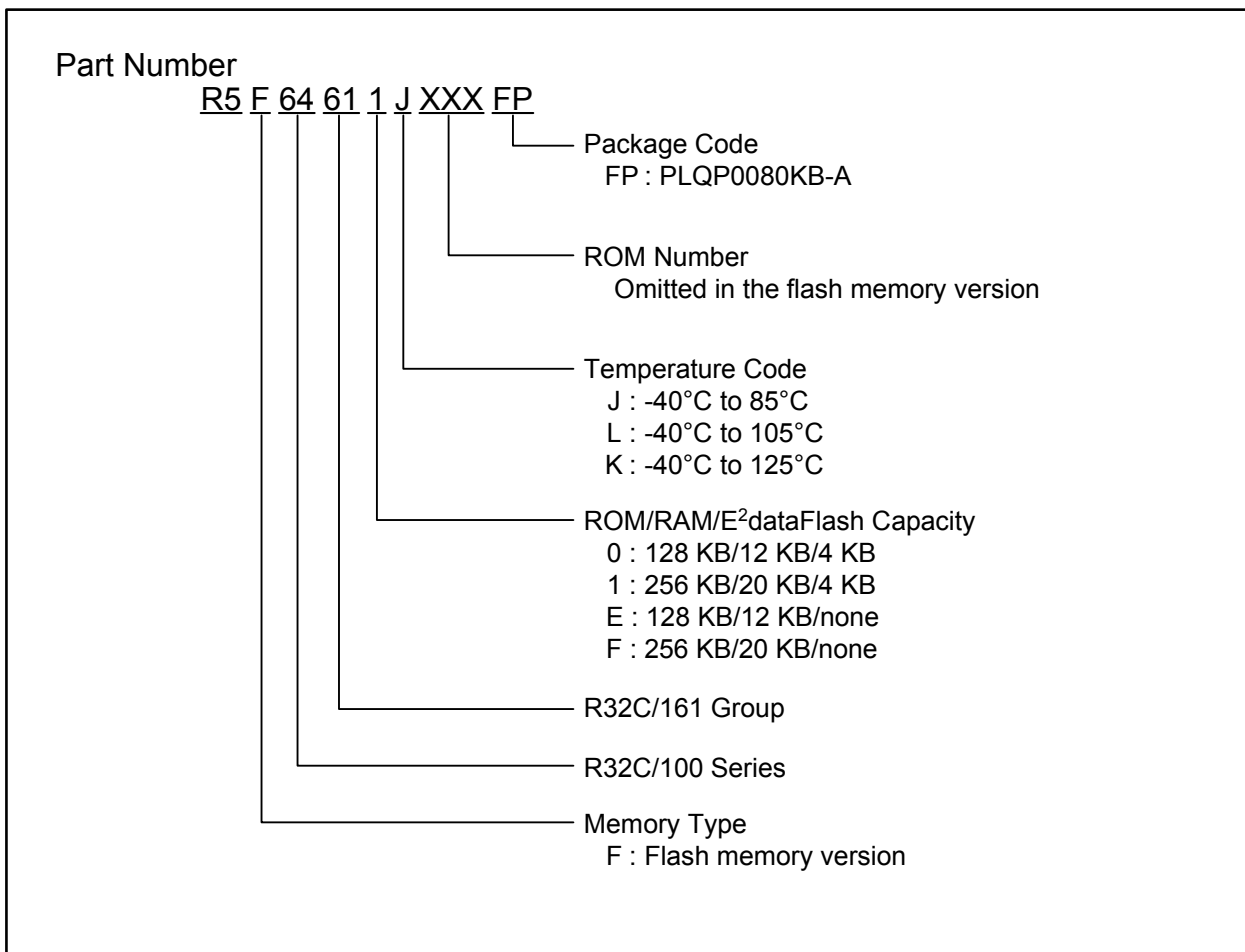 Part Number
R5 F 64 61 1 J XXX FP
Package Code
FP : PLQP0080KB-A
ROM Number
Omitted in the flash memory version
Temperature Code
J : -40°C to 85°C
L : -40°C to 105°C
K : -40°C to 125°C
ROM/RAM/E²dataFlash Capacity
0 : 128 KB/12 KB/4 KB
1 : 256 KB/20 KB/4 KB
E : 128 KB/12 KB/none
F : 256 KB/20 KB/none
R32C/161 Group
R32C/100 Series
Memory Type
F : Flash memory version